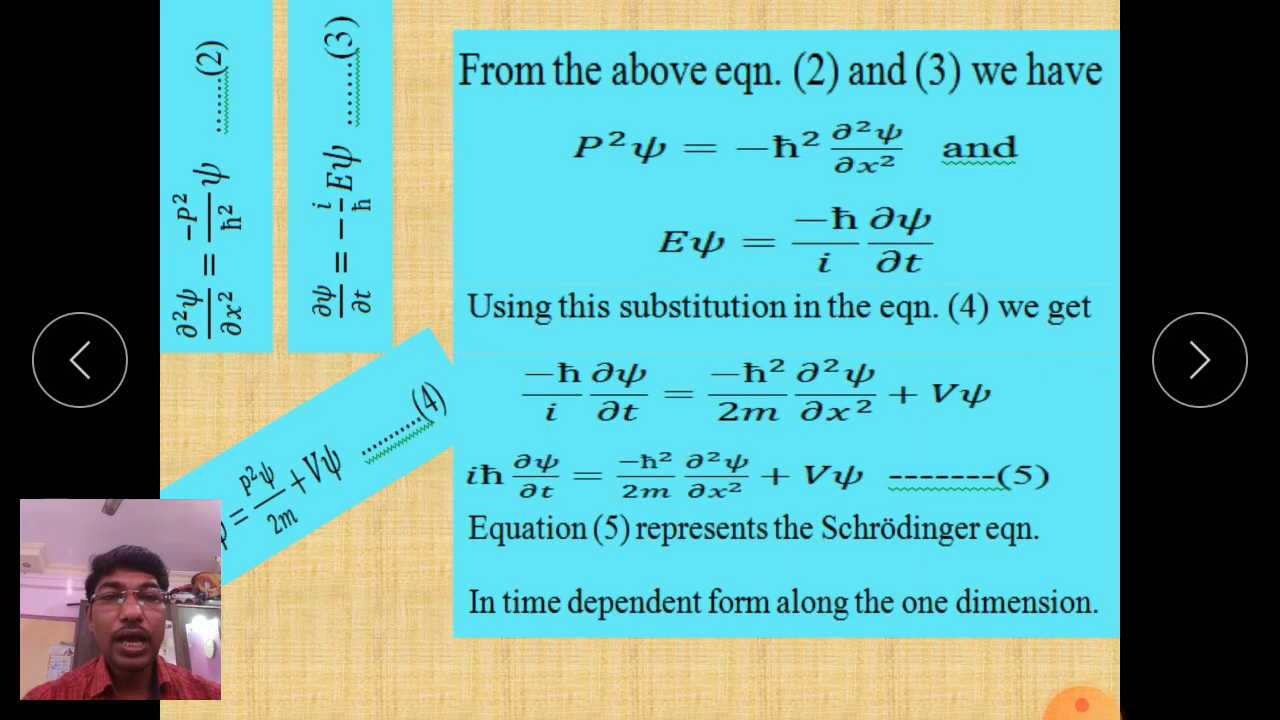 ∂²ψ/∂x² = −P²/ħ² ψ ........(2)
∂ψ/∂t = − i/ħ Eψ .........(3)
= p²ψ/2m + Vψ ..........(4)
From the above eqn. (2) and (3) we have
P²ψ = −ħ² ∂²ψ/∂x² and
Eψ = −ħ/i ∂ψ/∂t
Using this substitution in the eqn. (4) we get
−ħ/i ∂ψ/∂t = −ħ²/2m ∂²ψ/∂x² + Vψ
iħ ∂ψ/∂t = −ħ²/2m ∂²ψ/∂x² + Vψ -------(5)
Equation (5) represents the Schrödinger eqn.
In time dependent form along the one dimension.